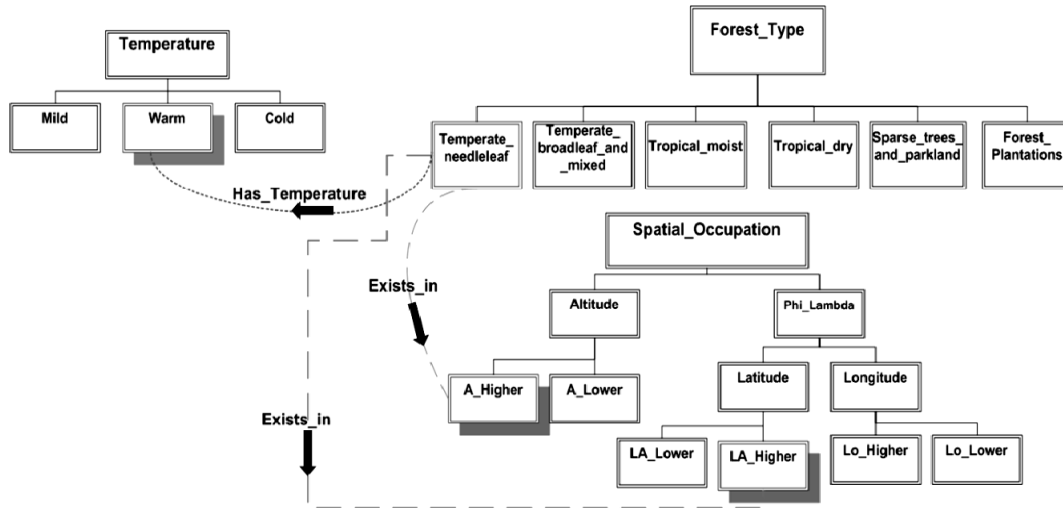 Temperature
Mild
Warm
Cold
Has_Temperature
Forest_Type
Temperate_
needleleaf
Temperate_
broadleaf_and
_mixed
Tropical_moist
Tropical_dry
Sparse_trees_
and_parkland
Forest_
Plantations
Spatial_Occupation
Exists_in
Altitude
Phi_Lambda
A_Higher
A_Lower
Latitude
Longitude
Exists_in
LA_Lower
LA_Higher
Lo_Higher
Lo_Lower